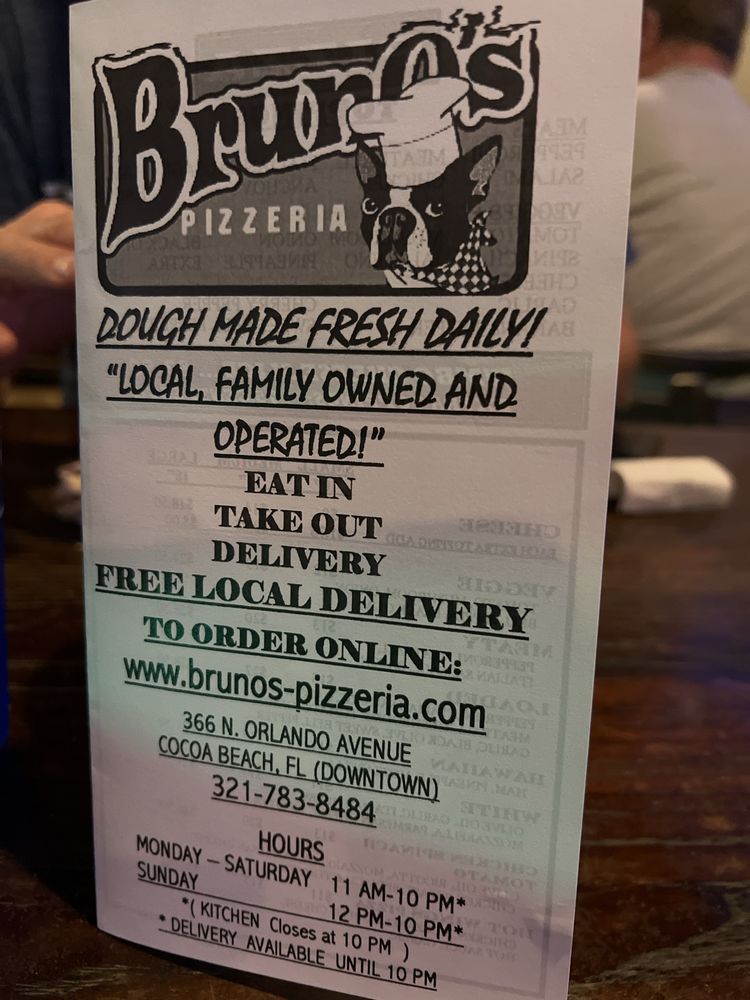 Bruno's
PIZZERIA
DOUGH MADE FRESH DAILY!
"LOCAL, FAMILY OWNED AND
OPERATED!"
EAT IN
TAKE OUT
DELIVERY
FREE LOCAL DELIVERY
TO ORDER ONLINE:
www.brunos-pizzeria.com
366 N. ORLANDO AVENUE
COCOA BEACH, FL (DOWNTOWN)
321-783-8484
HOURS
MONDAY – SATURDAY 11 AM-10 PM*
SUNDAY 12 PM-10 PM*
*( KITCHEN Closes at 10 PM )
* DELIVERY AVAILABLE UNTIL 10 PM